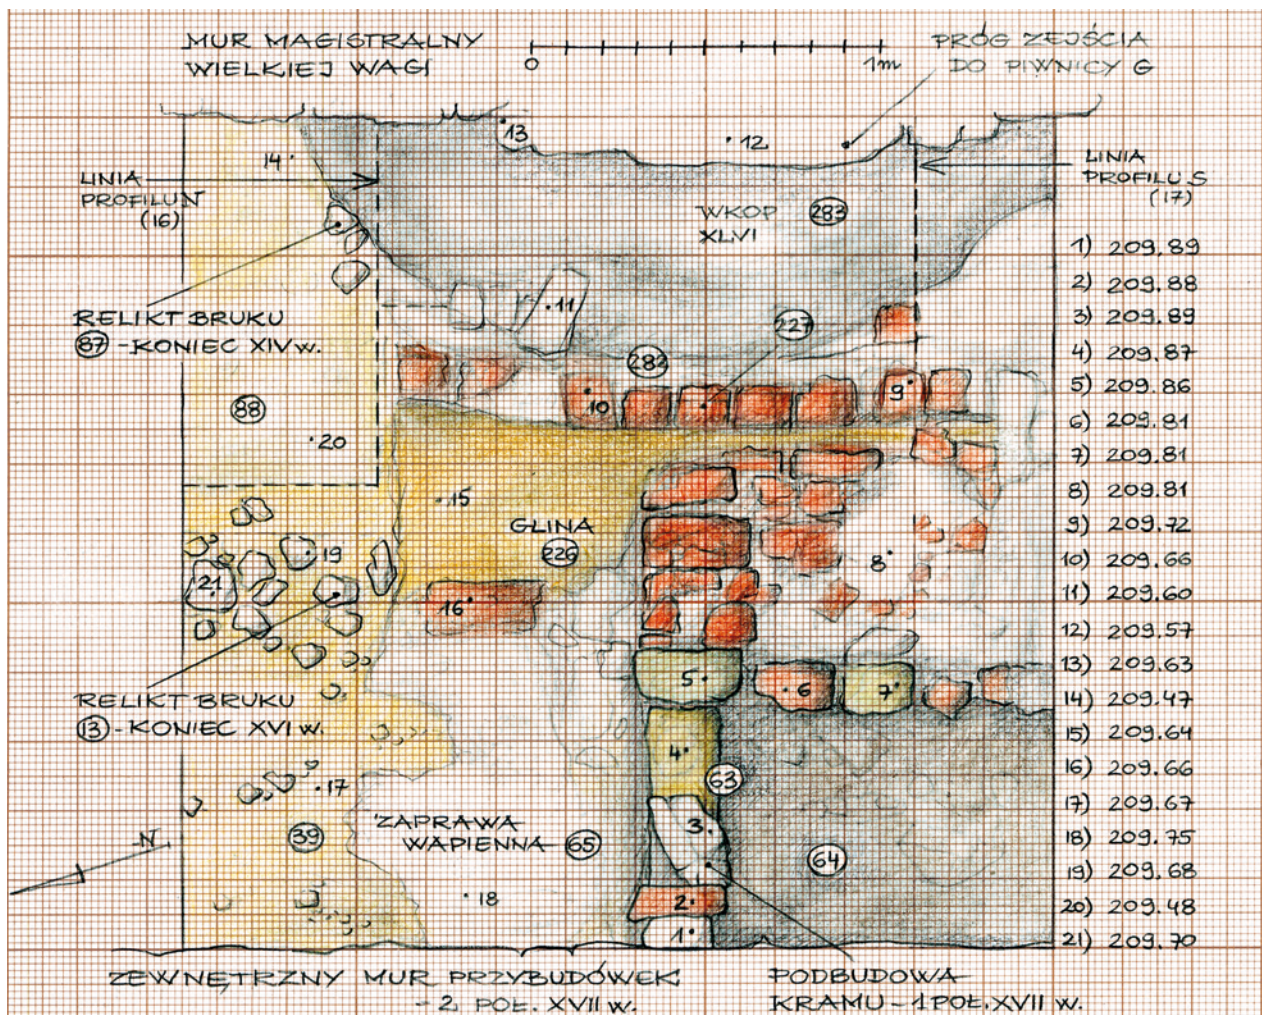 MUR MAGISTRALNY
WIELKIEJ WAGI
0 1m
PRÓG ZEJŚCIA
DO PIWNICY G
13
12
14
LINIA
PROFILU N
(16)
LINIA
PROFILU S
(17)
WKOP 283
XLVI
11
RELIKT BRUKU
87 - KONIEC XIV w.
227
282
88
10
9
20
15
GLINA
226
19
8
21
16
RELIKT BRUKU
13 - KONIEC XVI w.
5
6
7
4
63
17
ZAPRAWA
WAPIENNA 65
3
39
64
N
18
2
1
1) 209.89
2) 209.88
3) 209.89
4) 209.87
5) 209.86
6) 209.81
7) 209.81
8) 209.81
9) 209.72
10) 209.66
11) 209.60
12) 209.57
13) 209.63
14) 209.47
15) 209.64
16) 209.66
17) 209.67
18) 209.75
19) 209.68
20) 209.48
21) 209.70
ZEWNĘTRZNY MUR PRZYBUDÓWEK
- 2 POŁ. XVII w.
PODBUDOWA
KRAMU - 1 POŁ. XVII w.